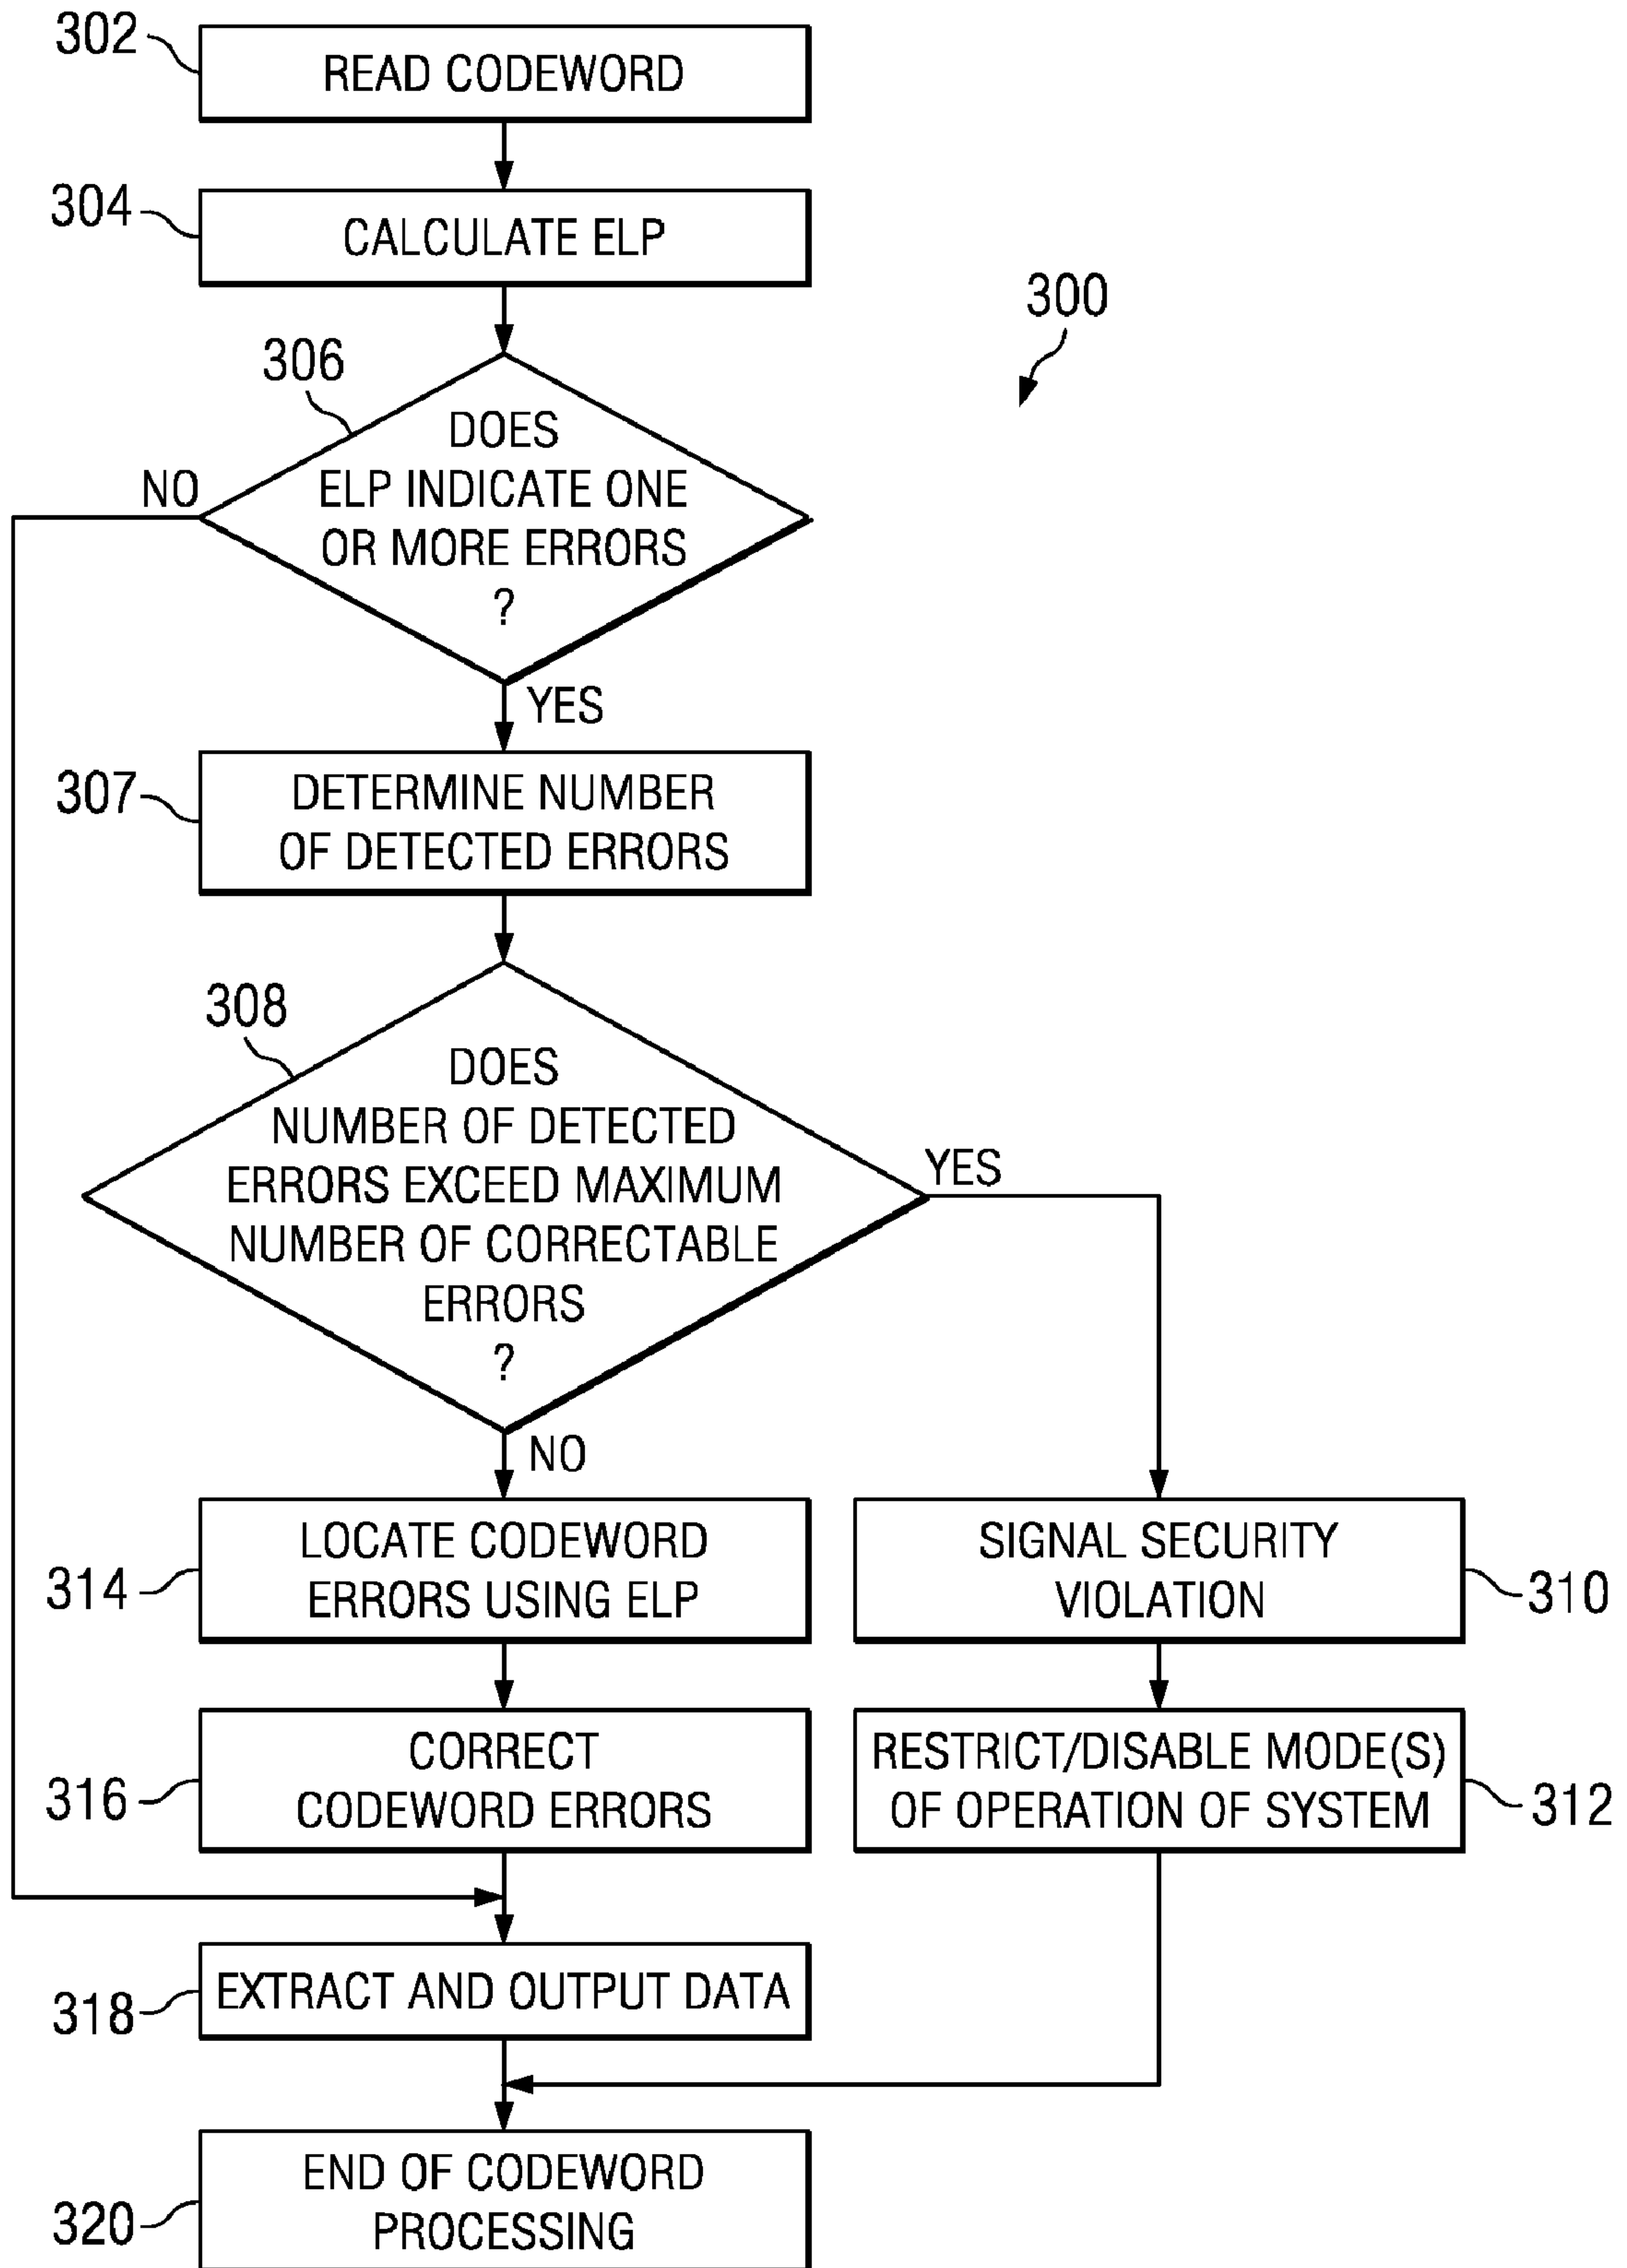 302
READ CODEWORD
304
CALCULATE ELP
300
306
DOES
ELP INDICATE ONE
OR MORE ERRORS
?
NO
YES
307
DETERMINE NUMBER
OF DETECTED ERRORS
308
DOES
NUMBER OF DETECTED
ERRORS EXCEED MAXIMUM
NUMBER OF CORRECTABLE
ERRORS
?
YES
NO
314
LOCATE CODEWORD
ERRORS USING ELP
SIGNAL SECURITY
VIOLATION
310
316
CORRECT
CODEWORD ERRORS
RESTRICT/DISABLE MODE(S)
OF OPERATION OF SYSTEM
312
318
EXTRACT AND OUTPUT DATA
320
END OF CODEWORD
PROCESSING